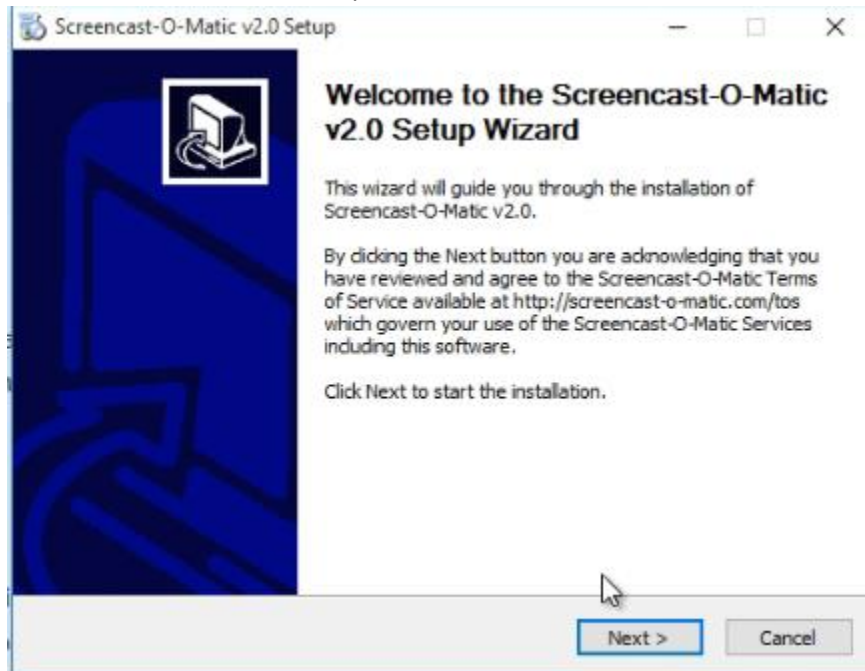 Screencast-O-Matic v2.0 Setup
Welcome to the Screencast-O-Matic
v2.0 Setup Wizard
This wizard will guide you through the installation of
Screencast-O-Matic v2.0.
By clicking the Next button you are acknowledging that you
have reviewed and agree to the Screencast-O-Matic Terms
of Service available at http://screencast-o-matic.com/tos
which govern your use of the Screencast-O-Matic Services
including this software.
Click Next to start the installation.
Next >
Cancel